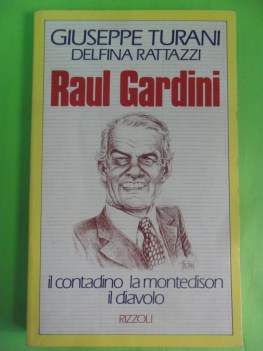 GIUSEPPE TURANI
DELFINA RATTAZZI
Raul Gardini
il contadino la montedison
il diavolo
RIZZOLI